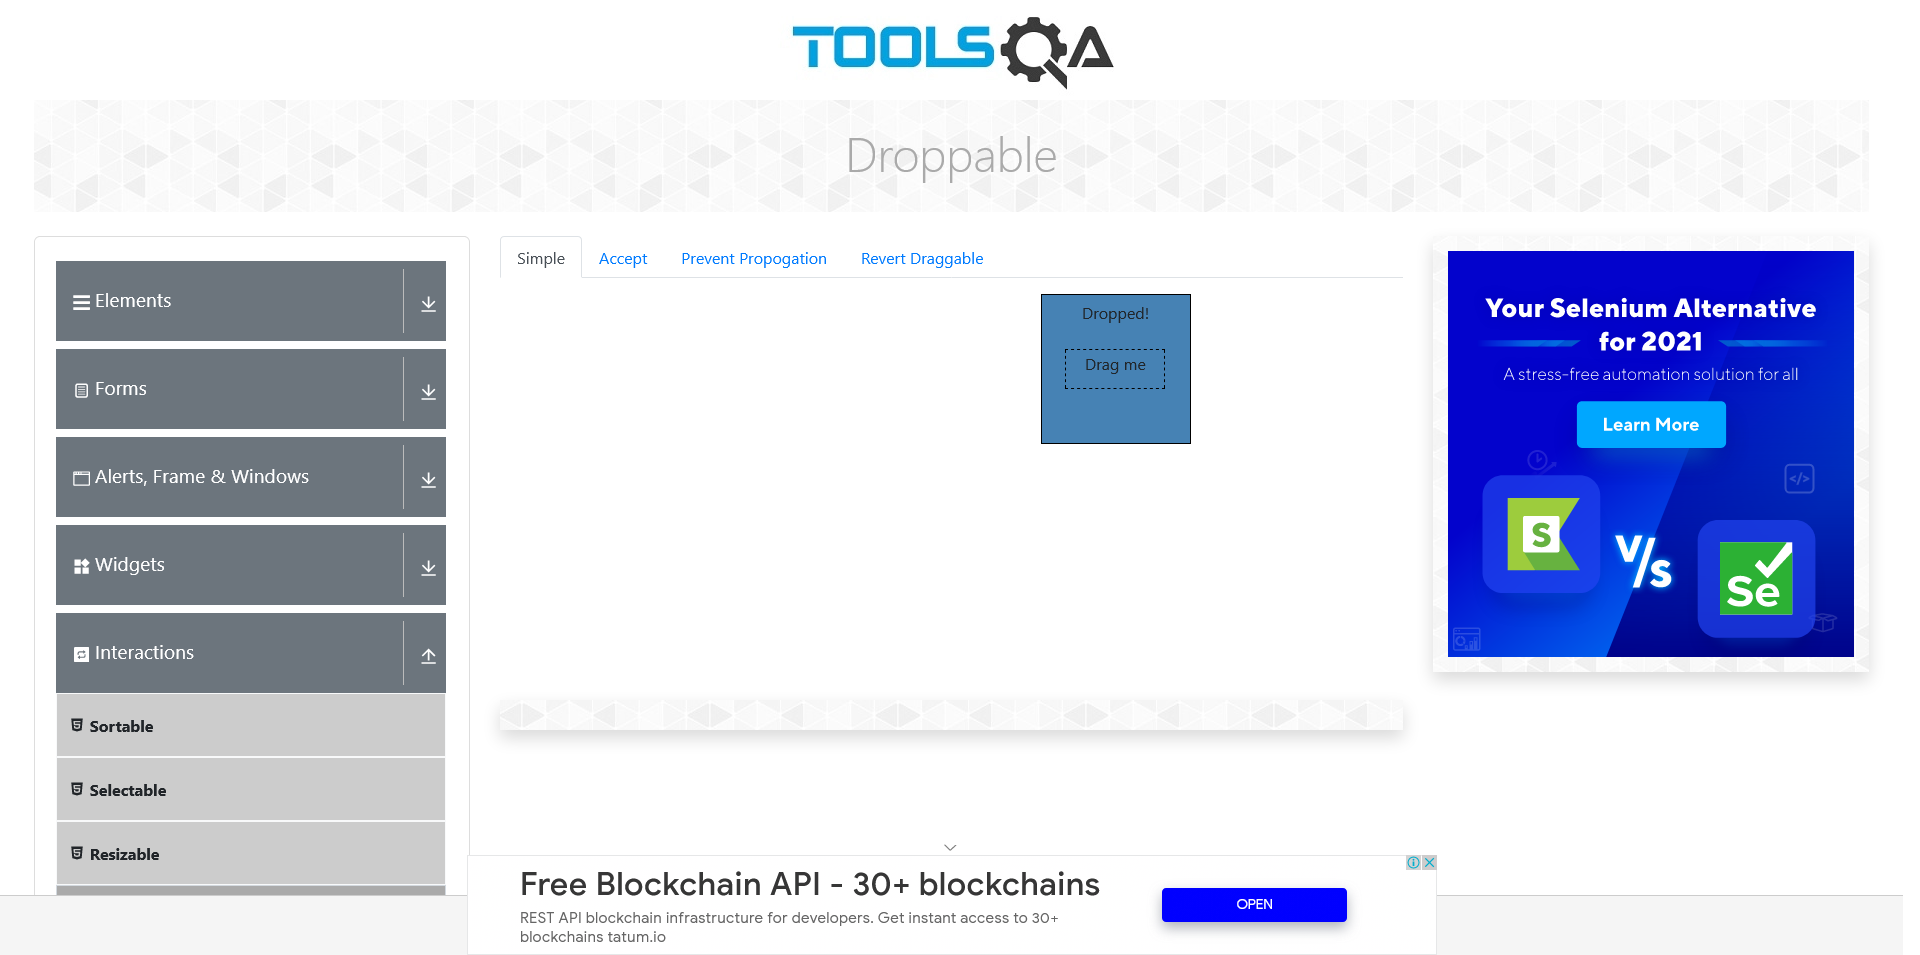 TOOLSQA
Droppable
Elements
Forms
Alerts, Frame & Windows
Widgets
Interactions
Sortable
Selectable
Resizable
Simple
Accept
Prevent Propogation
Revert Draggable
Dropped!
Drag me
Your Selenium Alternative
for 2021
A stress-free automation solution for all
Learn More
S
V/s
Se
</>
Free Blockchain API - 30+ blockchains
REST API blockchain infrastructure for developers. Get instant access to 30+
blockchains tatum.io
OPEN